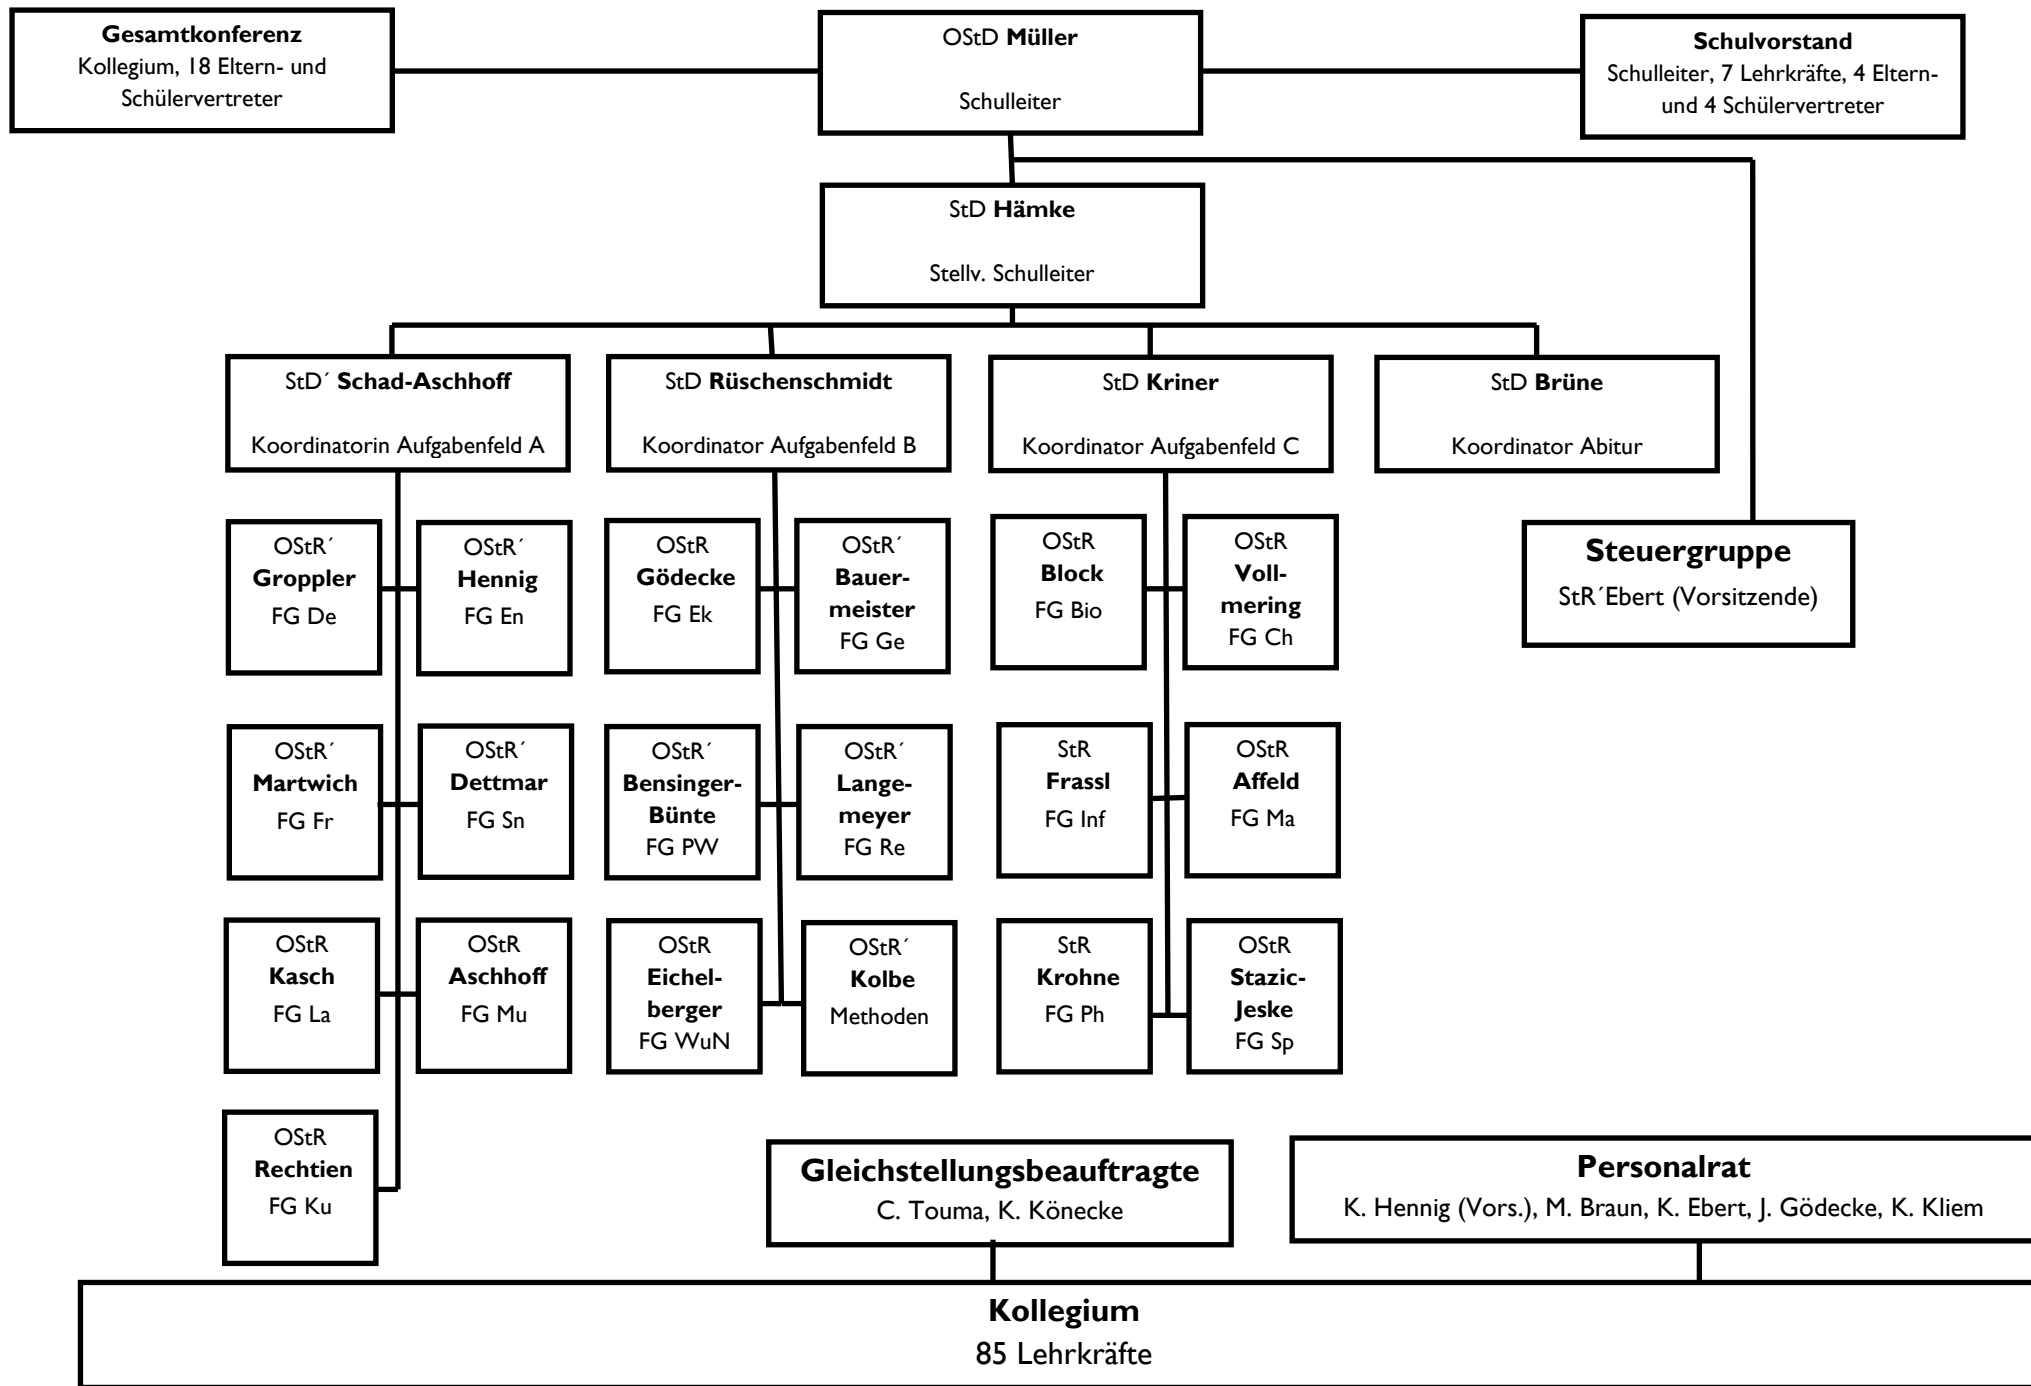 Gesamtkonferenz
Kollegium, 18 Eltern- und
Schülervertreter
OStD Müller
Schulleiter
Schulvorstand
Schulleiter, 7 Lehrkräfte, 4 Eltern-
und 4 Schülervertreter
StD Hämke
Stellv. Schulleiter
StD´ Schad-Aschhoff
Koordinatorin Aufgabenfeld A
StD Rüschenschmidt
Koordinator Aufgabenfeld B
StD Kriner
Koordinator Aufgabenfeld C
StD Brüne
Koordinator Abitur
OStR´
Groppler
FG De
OStR´
Hennig
FG En
OStR
Gödecke
FG Ek
OStR´
Bauer-
meister
FG Ge
OStR
Block
FG Bio
OStR
Voll-
mering
FG Ch
Steuergruppe
StR´Ebert (Vorsitzende)
OStR´
Martwich
FG Fr
OStR´
Dettmar
FG Sn
OStR´
Bensinger-
Bünte
FG PW
OStR´
Lange-
meyer
FG Re
StR
Frassl
FG Inf
OStR
Affeld
FG Ma
OStR
Kasch
FG La
OStR
Aschhoff
FG Mu
OStR
Eichel-
berger
FG WuN
OStR´
Kolbe
Methoden
StR
Krohne
FG Ph
OStR
Stazic-
Jeske
FG Sp
OStR
Rechtien
FG Ku
Gleichstellungsbeauftragte
C. Touma, K. Könecke
Personalrat
K. Hennig (Vors.), M. Braun, K. Ebert, J. Gödecke, K. Kliem
Kollegium
85 Lehrkräfte